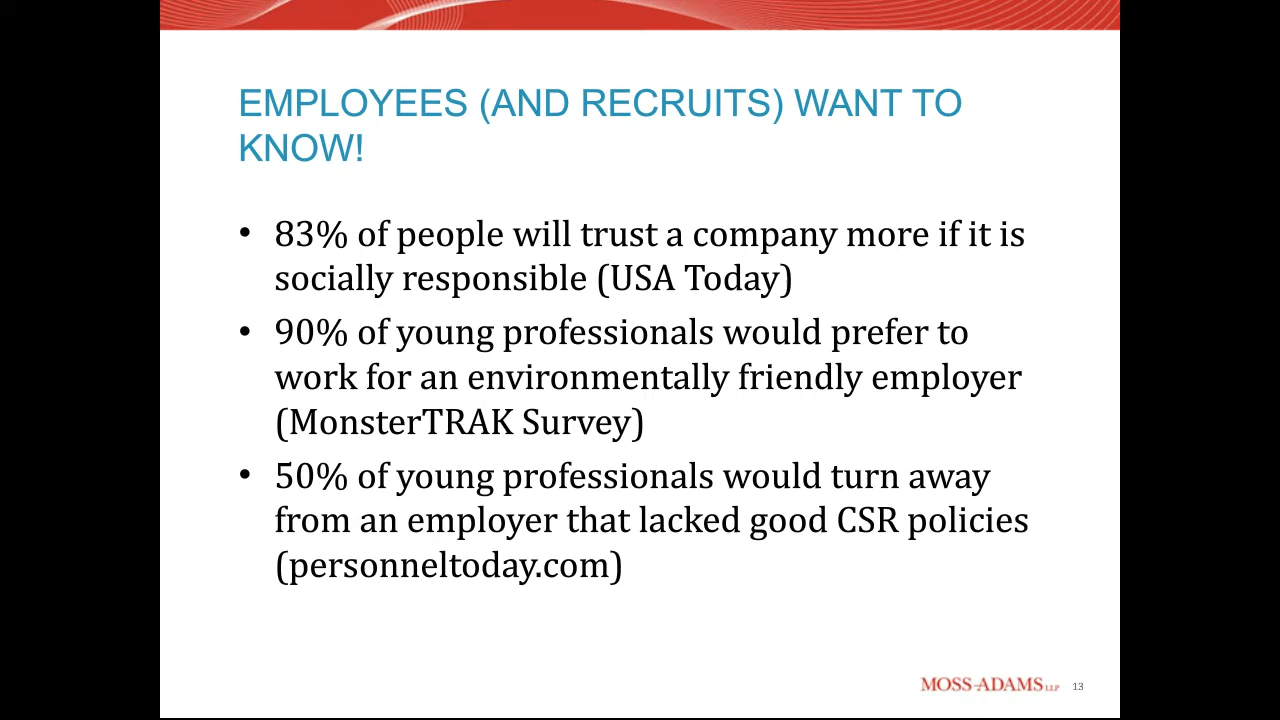 EMPLOYEES (AND RECRUITS) WANT TO
KNOW!
• 83% of people will trust a company more if it is
socially responsible (USA Today)
• 90% of young professionals would prefer to
work for an environmentally friendly employer
(MonsterTRAK Survey)
• 50% of young professionals would turn away
from an employer that lacked good CSR policies
(personneltoday.com)
MOSS-ADAMS LLP 13